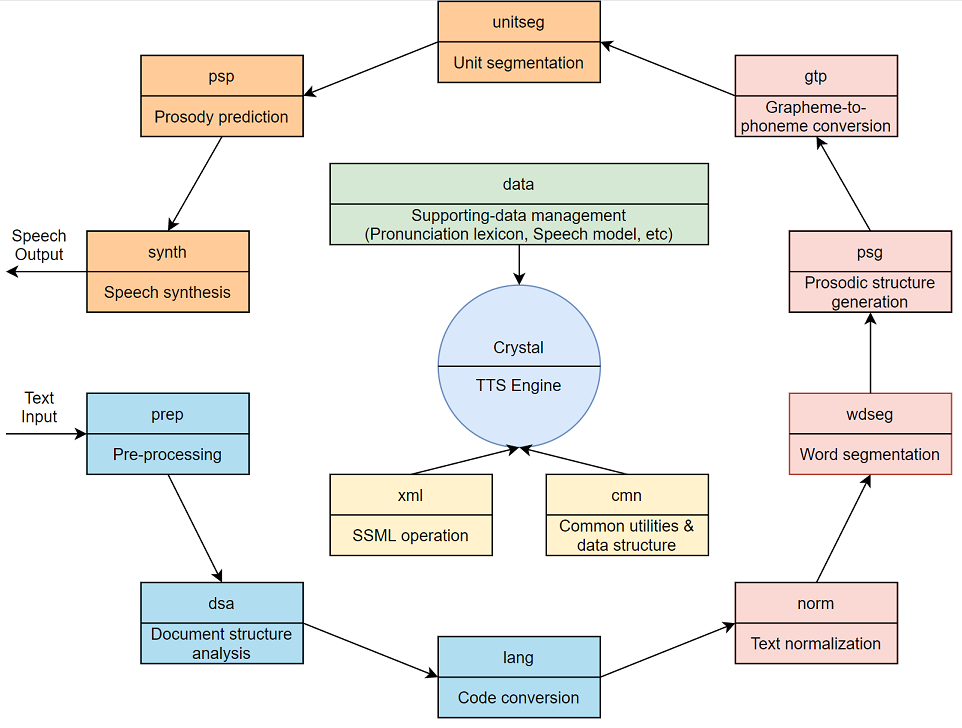 unitseg
Unit segmentation
psp
Prosody prediction
gtp
Grapheme-to-
phoneme conversion
data
Supporting-data management
(Pronunciation lexicon, Speech model, etc)
Speech
Output
synth
Speech synthesis
psg
Prosodic structure
generation
Crystal
TTS Engine
Text
Input
prep
Pre-processing
wdseg
Word segmentation
xml
SSML operation
cmn
Common utilities &
data structure
dsa
Document structure
analysis
norm
Text normalization
lang
Code conversion